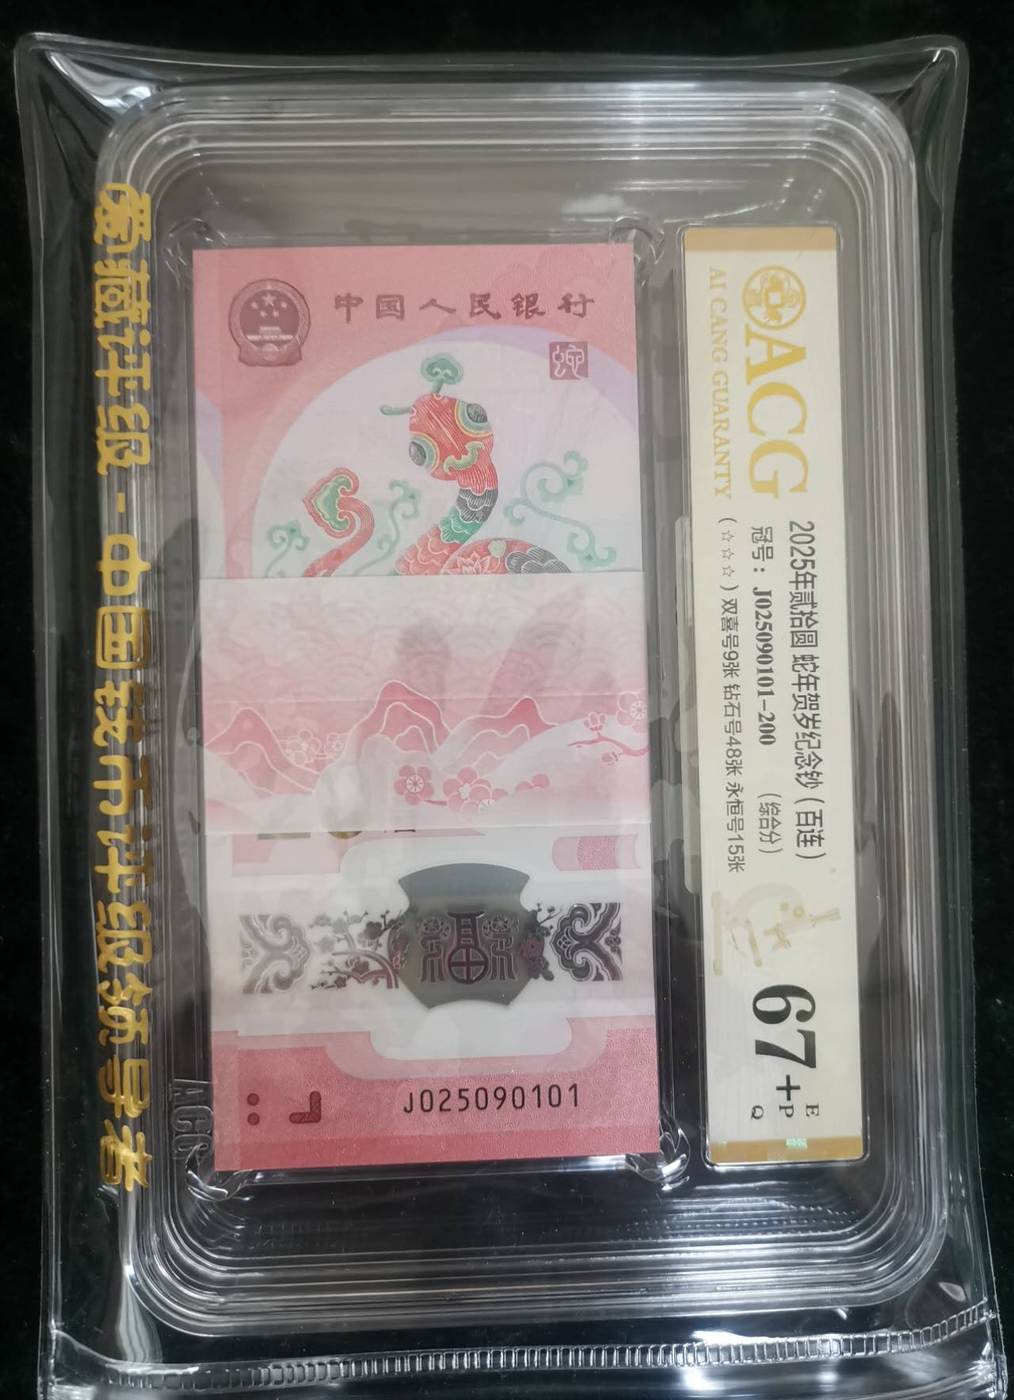 爱藏评级-中国钱币评级领导者
中国人民银行
福
J025090101
ACG
AI CANG GUARANTY
2025年贰拾圆 蛇年贺岁纪念钞（百连）
冠号：J025090101-200
（综合分）
（☆☆☆）双喜号9张 钻石号48张 永恒号15张
67+
E
P
Q
ACG